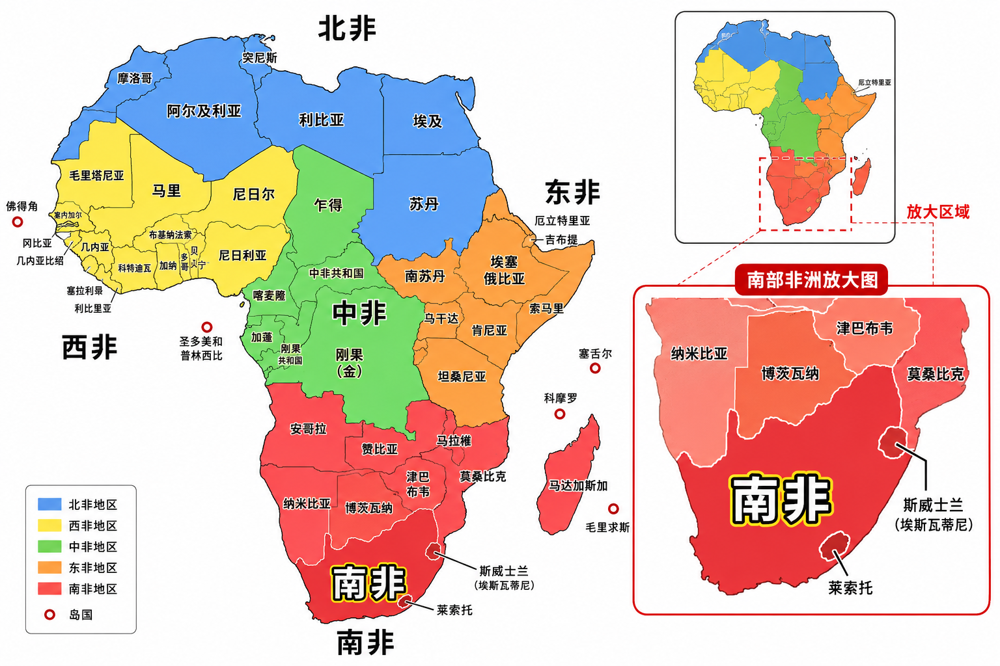 北非
突尼斯
摩洛哥
阿尔及利亚
利比亚
埃及
毛里塔尼亚
马里
尼日尔
乍得
苏丹
东非
厄立特里亚
吉布提
佛得角
塞内加尔
冈比亚
几内亚比绍
几内亚
布基纳法索
科特迪瓦
加纳
多哥
贝宁
尼日利亚
塞拉利昂
利比里亚
西非
圣多美和
普林西比
喀麦隆
中非共和国
中非
南苏丹
埃塞
俄比亚
索马里
乌干达
肯尼亚
加蓬
刚果
共和国
刚果
(金)
坦桑尼亚
塞舌尔
科摩罗
安哥拉
赞比亚
马拉维
莫桑比克
津巴
布韦
纳米比亚
博茨瓦纳
马达加斯加
毛里求斯
南非
斯威士兰
(埃斯瓦蒂尼)
莱索托
南非
北非地区
西非地区
中非地区
东非地区
南非地区
岛国
厄立特里亚
放大区域
南部非洲放大图
纳米比亚
津巴布韦
博茨瓦纳
莫桑比克
南非
斯威士兰
(埃斯瓦蒂尼)
莱索托